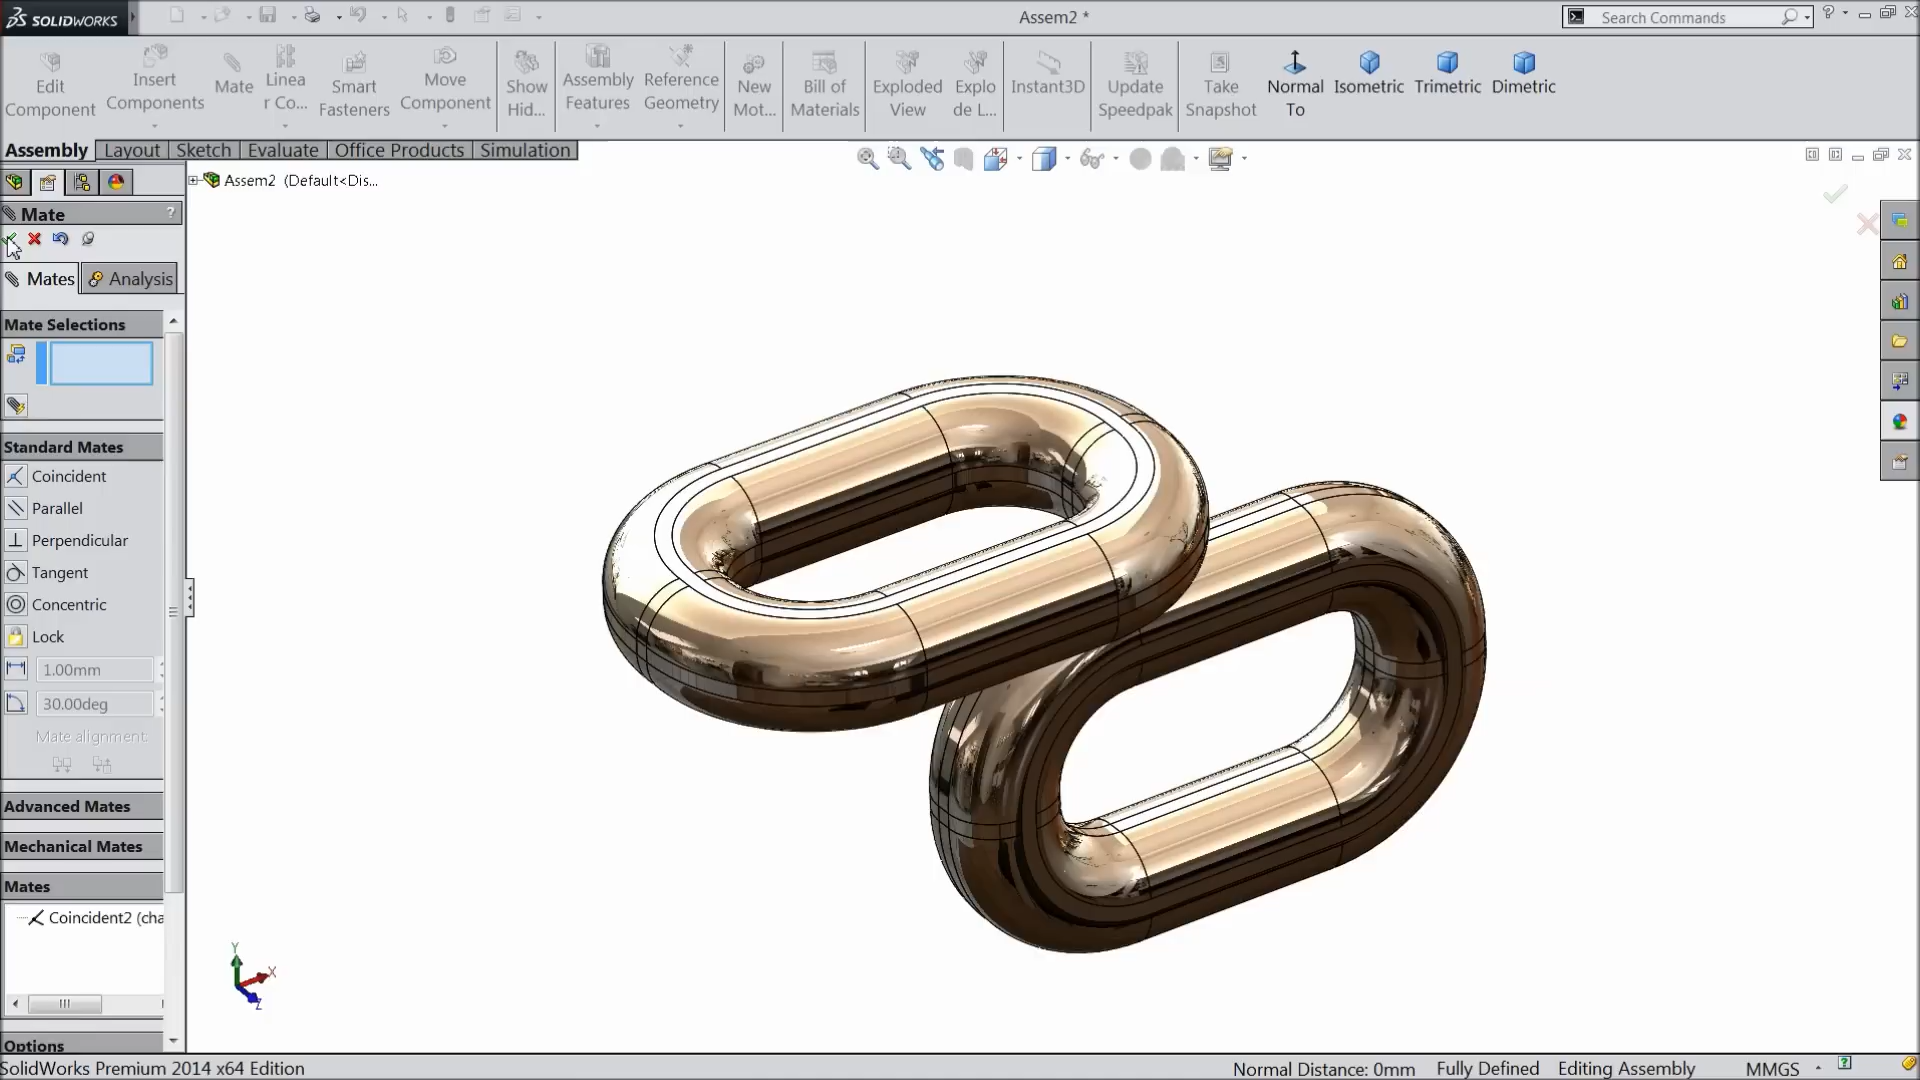 SOLIDWORKS
Assem2 *
Search Commands
Edit Component
Insert Components
Mate
Linea r Co...
Smart Fasteners
Move Component
Show Hid...
Assembly Features
Reference Geometry
New Mot...
Bill of Materials
Exploded View
Explo de L...
Instant3D
Update Speedpak
Take Snapshot
Normal To
Isometric
Trimetric
Dimetric
Assembly Layout Sketch Evaluate Office Products Simulation
Assem2 (Default<Dis...
Mate ?
Mates Analysis
Mate Selections
Standard Mates
Coincident
Parallel
Perpendicular
Tangent
Concentric
Lock
1.00mm
30.00deg
Mate alignment:
Advanced Mates
Mechanical Mates
Mates
Coincident2 (cha
Options
Y
X
Z
SolidWorks Premium 2014 x64 Edition
Normal Distance: 0mm Fully Defined Editing Assembly MMGS ?